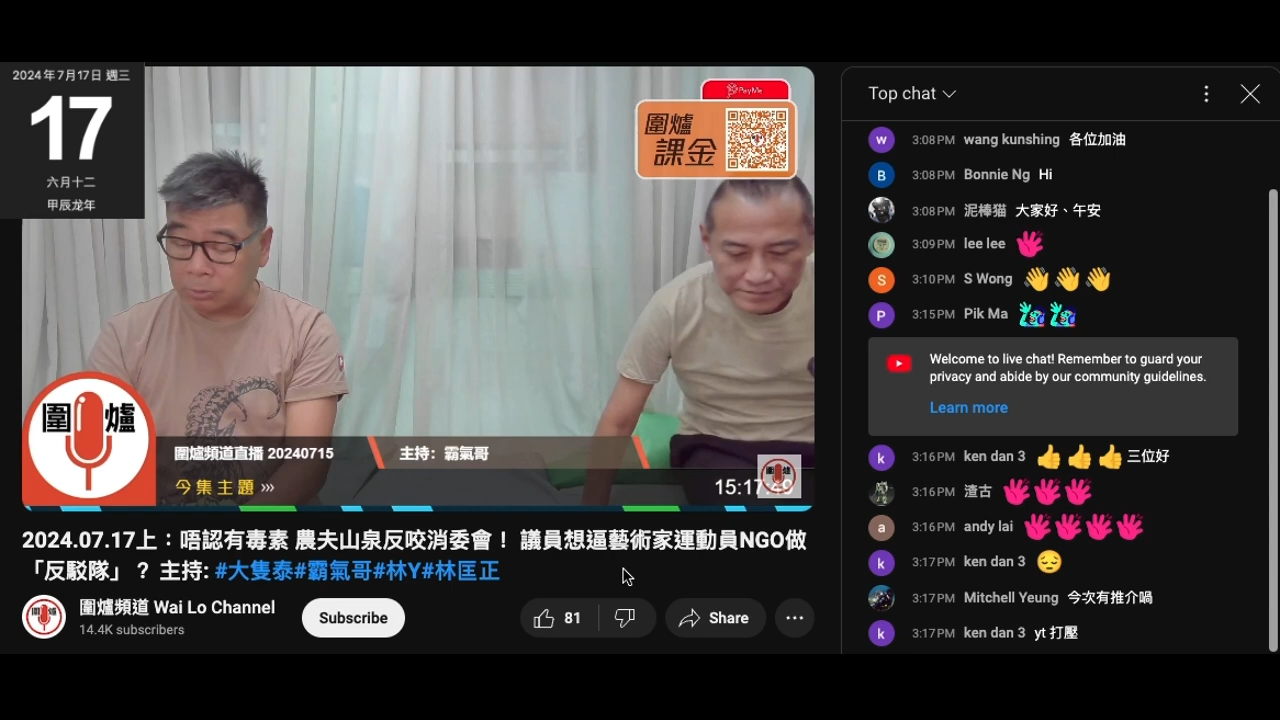 2024年7月17日 週三
17
六月十二
甲辰龙年
PayMe
圍爐
課金
圍爐
圍爐頻道直播 20240715
主持：霸氣哥
今集主題 »›
圍爐
2024.07.17上：唔認有毒素 農夫山泉反咬消委會！ 議員想逼藝術家運動員NGO做
「反駁隊」？ 主持: #大隻泰#霸氣哥#林Y#林匡正
圍爐
圍爐頻道 Wai Lo Channel
14.4K subscribers
Subscribe
81
Share
Top chat
w 3:08PM wang kunshing 各位加油
B 3:08PM Bonnie Ng Hi
3:08PM 泥棒猫 大家好、午安
3:09PM lee lee
S 3:10PM S Wong
P 3:15PM Pik Ma
Welcome to live chat! Remember to guard your
privacy and abide by our community guidelines.
Learn more
k 3:16PM ken dan 3 👍👍👍三位好
3:16PM 渣古
a 3:16PM andy lai
k 3:17PM ken dan 3 😔
3:17PM Mitchell Yeung 今次有推介喎
k 3:17PM ken dan 3 yt 打壓